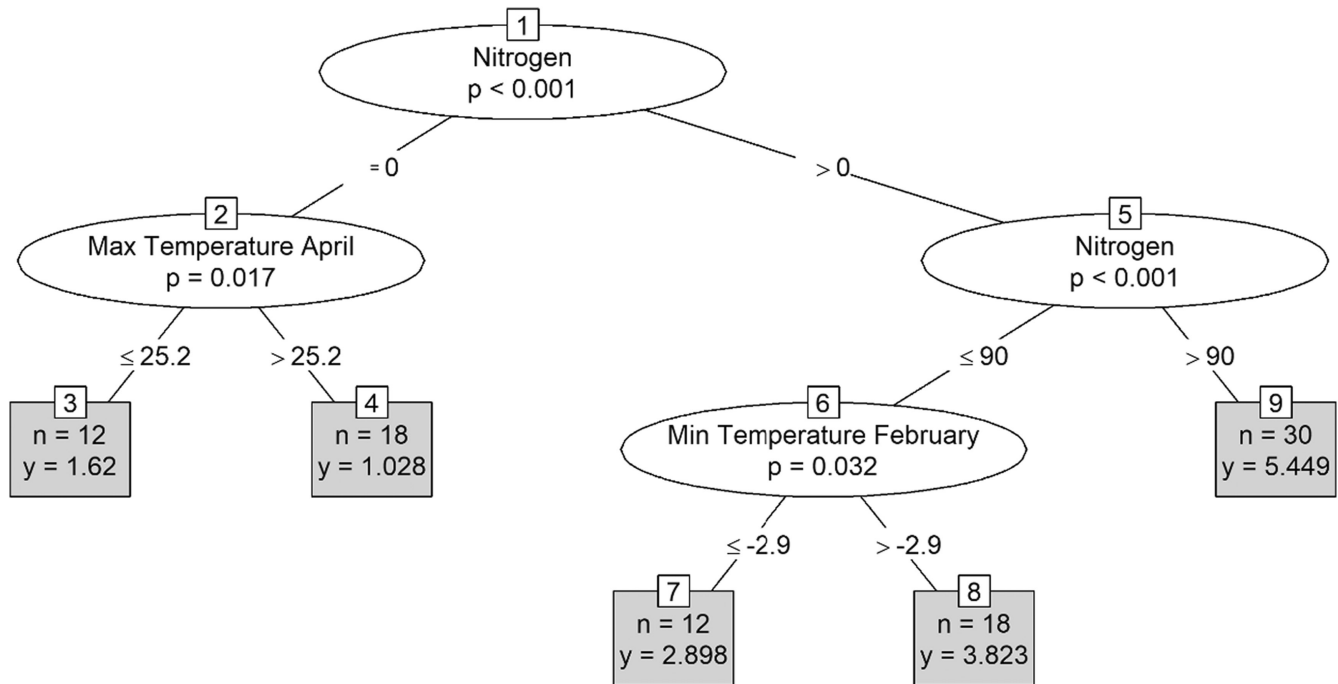 1
Nitrogen
p < 0.001
= 0
> 0
2
Max Temperature April
p = 0.017
5
Nitrogen
p < 0.001
≤ 25.2
> 25.2
≤ 90
> 90
3
n = 12
y = 1.62
4
n = 18
y = 1.028
6
Min Temperature February
p = 0.032
9
n = 30
y = 5.449
≤ -2.9
> -2.9
7
n = 12
y = 2.898
8
n = 18
y = 3.823